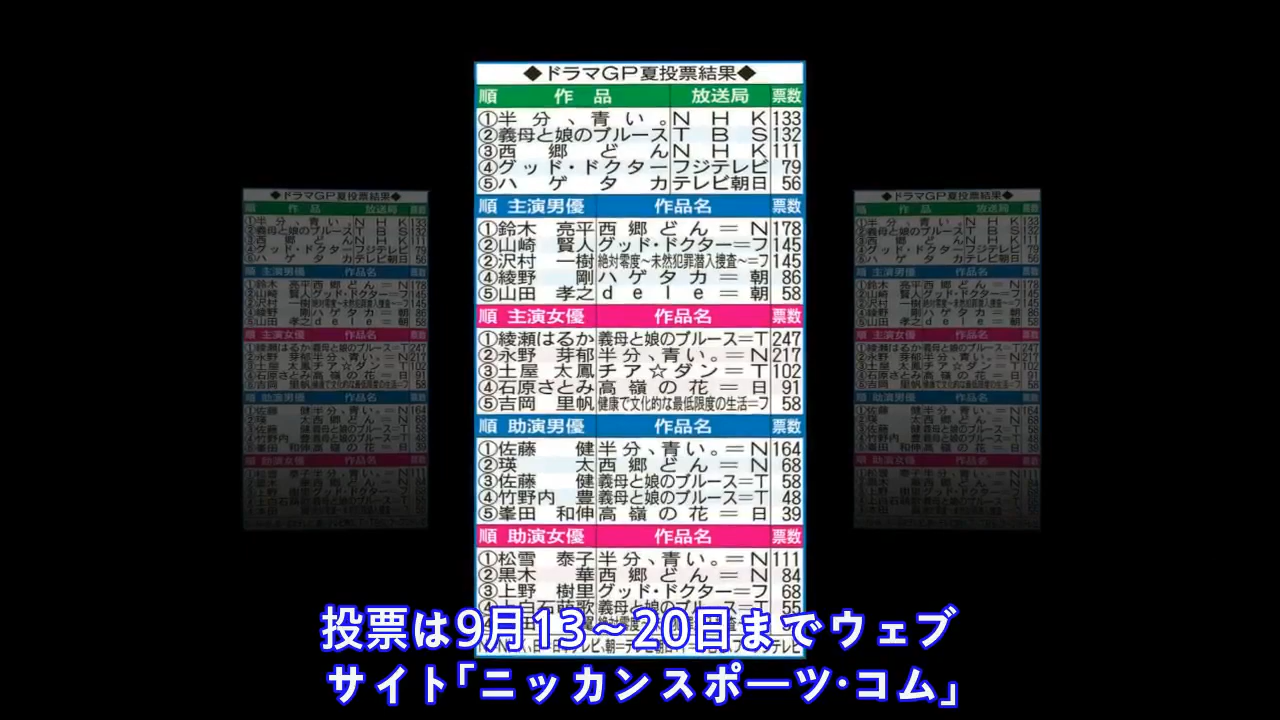 ◆ドラマGP夏投票結果◆
順 作品 放送局 票数
①半分、青い。 NHK 133
②義母と娘のブルース TBS 132
③西郷どん NHK 111
④グッド・ドクター フジテレビ 79
⑤ハゲタカ テレビ朝日 56
順 主演男優 作品名 票数
①鈴木 亮平 西郷どん=N 178
②山崎 賢人 グッド・ドクター=フ 145
②沢村 一樹 絶対零度~未然犯罪潜入捜査~=フ 145
④綾野 剛 ハゲタカ=朝 86
⑤山田 孝之 dele=朝 58
順 主演女優 作品名 票数
①綾瀬はるか 義母と娘のブルース=T 247
②永野 芽郁 半分、青い。=N 217
③土屋 太鳳 チア☆ダン=T 102
④石原さとみ 高嶺の花=日 91
⑤吉岡 里帆 健康で文化的な最低限度の生活=フ 58
順 助演男優 作品名 票数
①佐藤 健 半分、青い。=N 164
②瑛 太 西郷どん=N 68
③佐藤 健 義母と娘のブルース=T 58
④竹野内 豊 義母と娘のブルース=T 48
⑤峯田 和伸 高嶺の花=日 39
順 助演女優 作品名 票数
①松雪 泰子 半分、青い。=N 111
②黒木 華 西郷どん=N 84
③上野 樹里 グッド・ドクター=フ 68
④上白石萌歌 義母と娘のブルース=T 55
投票は9月13~20日までウェブ
サイト「ニッカンスポーツ・コム」